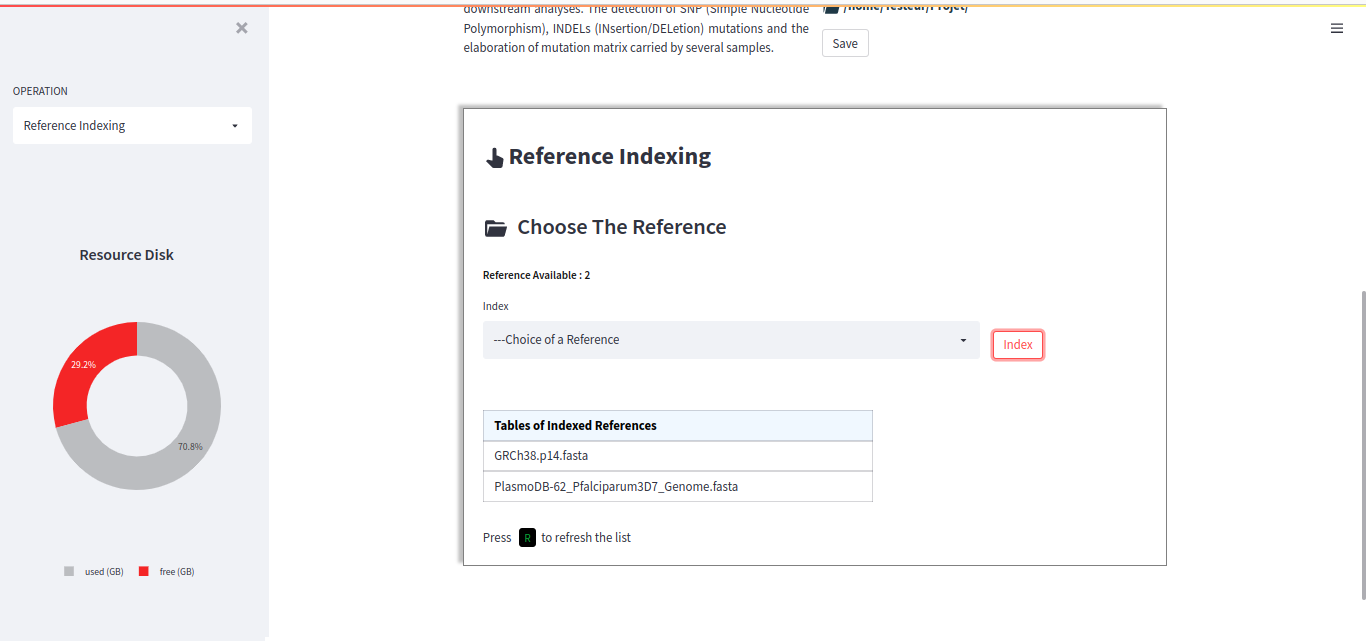 OPERATION
Reference Indexing
Resource Disk
29.2%
70.8%
used (GB)
free (GB)
downstream analyses. The detection of SNP (Simple Nucleotide
Polymorphism), INDELs (INsertion/DELetion) mutations and the
elaboration of mutation matrix carried by several samples.
/home/Testeur/Projet/
Save
Reference Indexing
Choose The Reference
Reference Available : 2
Index
---Choice of a Reference
Index
Tables of Indexed References
GRCh38.p14.fasta
PlasmoDB-62_Pfalciparum3D7_Genome.fasta
Press R to refresh the list